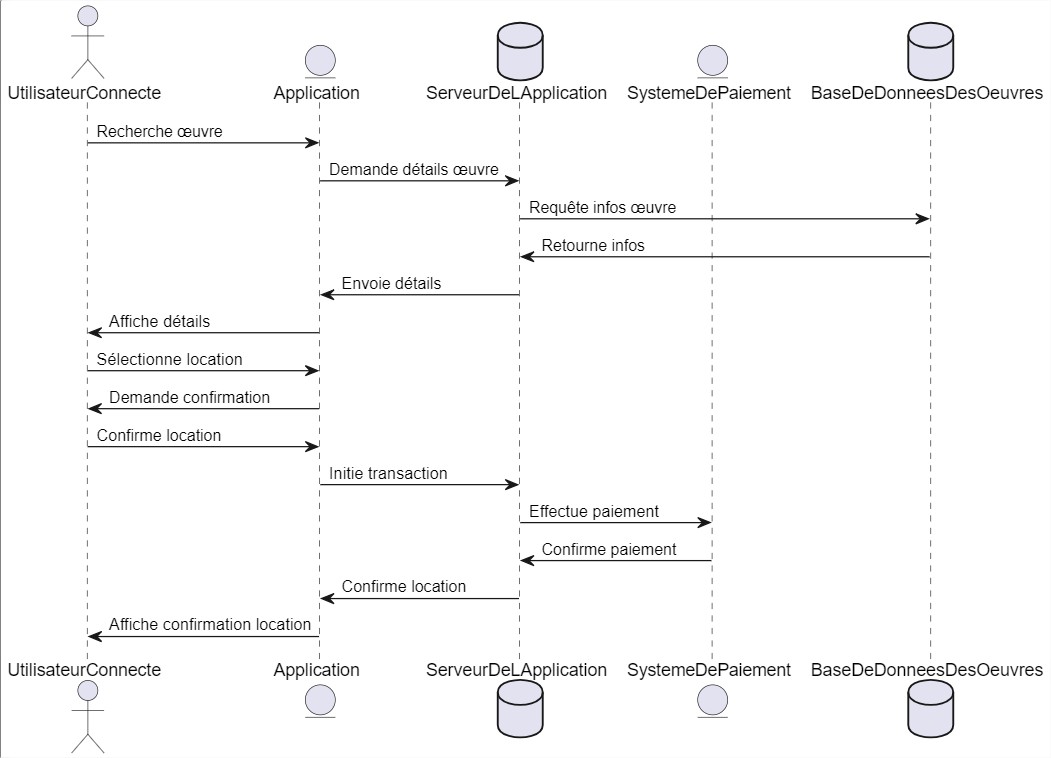 UtilisateurConnecte Application ServeurDeLApplication SystemeDePaiement BaseDeDonneesDesOeuvres
Recherche œuvre
Demande détails œuvre
Requête infos œuvre
Retourne infos
Envoie détails
Affiche détails
Sélectionne location
Demande confirmation
Confirme location
Initie transaction
Effectue paiement
Confirme paiement
Confirme location
Affiche confirmation location
UtilisateurConnecte Application ServeurDeLApplication SystemeDePaiement BaseDeDonneesDesOeuvres